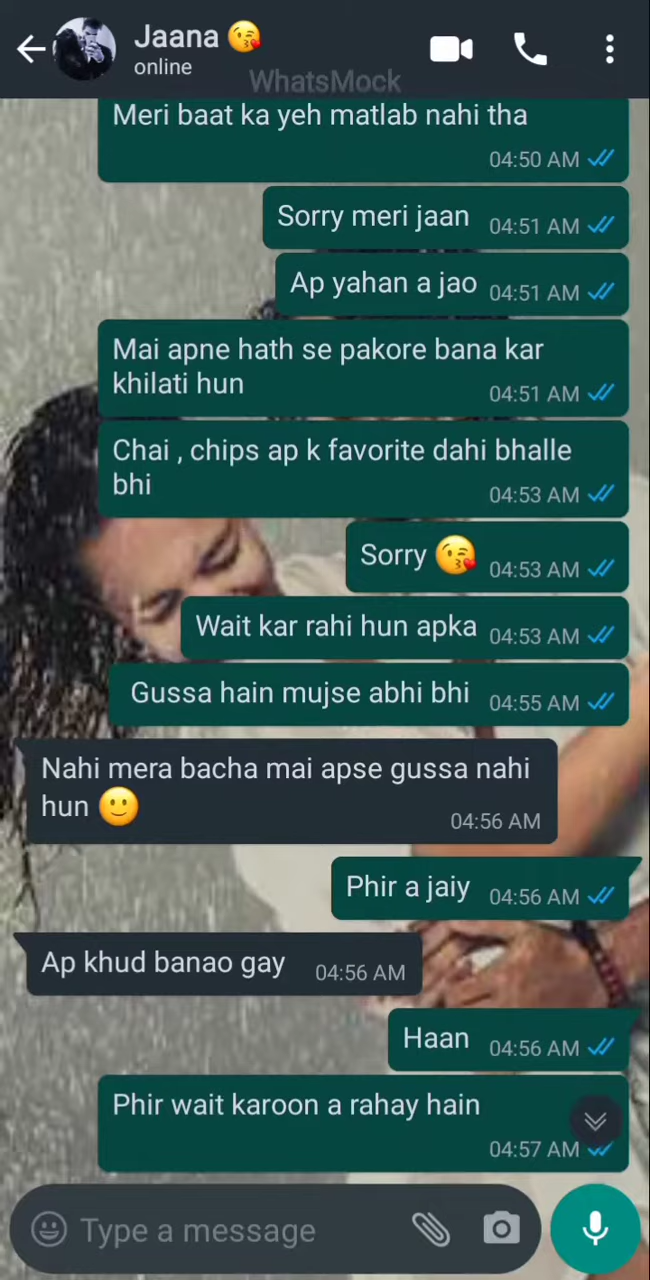 Jaana 😘
online
WhatsMock
Meri baat ka yeh matlab nahi tha
04:50 AM
Sorry meri jaan 04:51 AM
Ap yahan a jao 04:51 AM
Mai apne hath se pakore bana kar
khilati hun 04:51 AM
Chai , chips ap k favorite dahi bhalle
bhi 04:53 AM
Sorry 😘 04:53 AM
Wait kar rahi hun apka 04:53 AM
Gussa hain mujse abhi bhi 04:55 AM
Nahi mera bacha mai apse gussa nahi
hun 🙂 04:56 AM
Phir a jaiy 04:56 AM
Ap khud banao gay 04:56 AM
Haan 04:56 AM
Phir wait karoon a rahay hain
04:57 AM
Type a message